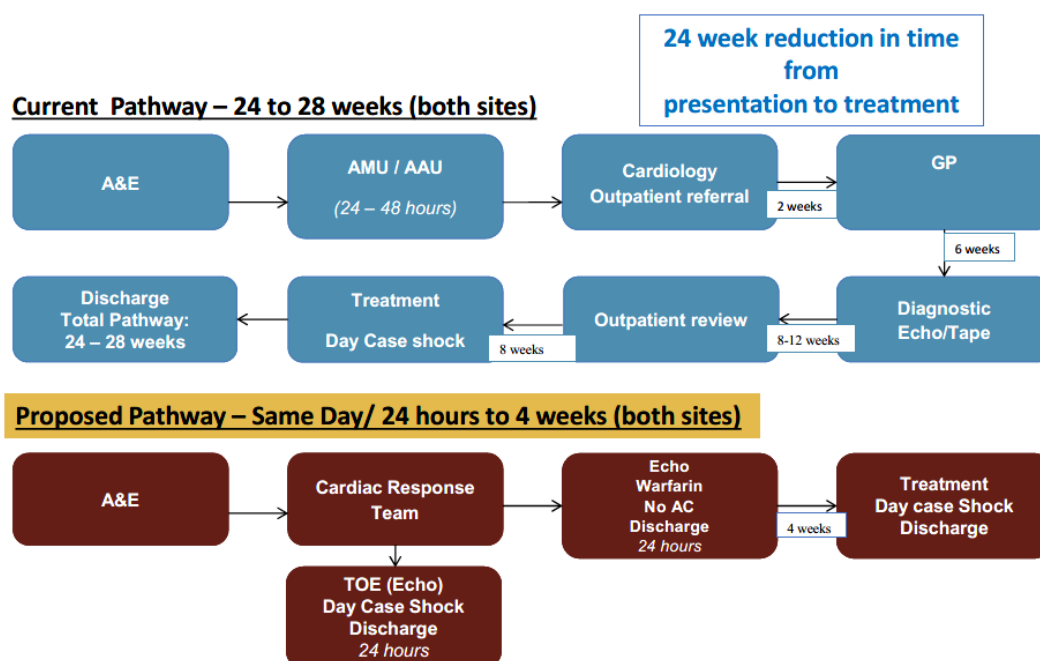 24 week reduction in time
from
presentation to treatment
Current Pathway – 24 to 28 weeks (both sites)
A&E
AMU / AAU
(24 – 48 hours)
Cardiology
Outpatient referral
2 weeks
GP
6 weeks
Discharge
Total Pathway:
24 – 28 weeks
Treatment
Day Case shock
8 weeks
Outpatient review
8-12 weeks
Diagnostic
Echo/Tape
Proposed Pathway – Same Day/ 24 hours to 4 weeks (both sites)
A&E
Cardiac Response
Team
Echo
Warfarin
No AC
Discharge
24 hours
4 weeks
Treatment
Day case Shock
Discharge
TOE (Echo)
Day Case Shock
Discharge
24 hours